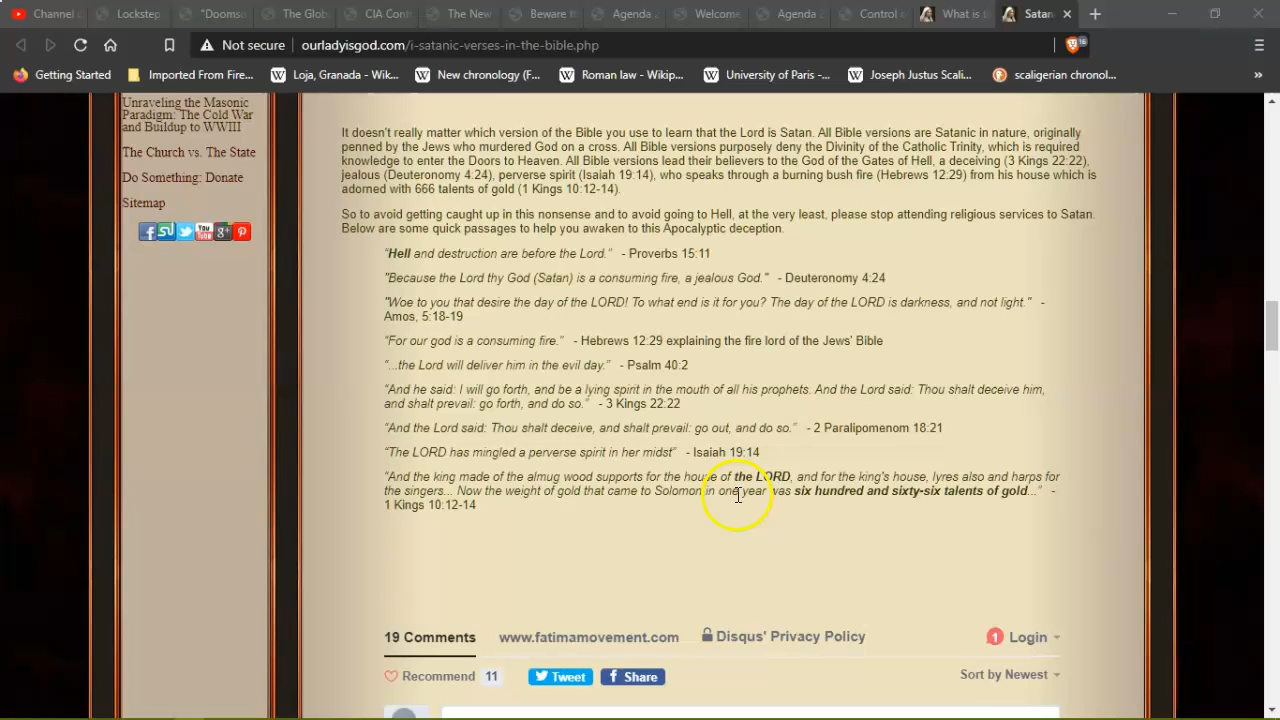 Channel c
Lockstep
"Dooms
The Glob
CIA Cont
The New
Beware th
Agenda 2
Welcome
Agenda
Control o
What is th
Satan
Not secure
ourladyisgod.com/i-satanic-verses-in-the-bible.php
16
Getting Started
Imported From Fire...
Loja, Granada - Wik...
New chronology (F...
Roman law - Wikip...
University of Paris -...
Joseph Justus Scali...
scaligerian chronol...
»
Unraveling the Masonic
Paradigm: The Cold War
and Buildup to WWIII
The Church vs. The State
Do Something: Donate
Sitemap
It doesn't really matter which version of the Bible you use to learn that the Lord is Satan. All Bible versions are Satanic in nature, originally
penned by the Jews who murdered God on a cross. All Bible versions purposely deny the Divinity of the Catholic Trinity, which is required
knowledge to enter the Doors to Heaven. All Bible versions lead their believers to the God of the Gates of Hell, a deceiving (3 Kings 22:22),
jealous (Deuteronomy 4:24), perverse spirit (Isaiah 19:14), who speaks through a burning bush fire (Hebrews 12:29) from his house which is
adorned with 666 talents of gold (1 Kings 10:12-14).
So to avoid getting caught up in this nonsense and to avoid going to Hell, at the very least, please stop attending religious services to Satan.
Below are some quick passages to help you awaken to this Apocalyptic deception.
“Hell and destruction are before the Lord.” - Proverbs 15:11
"Because the Lord thy God (Satan) is a consuming fire, a jealous God." - Deuteronomy 4:24
"Woe to you that desire the day of the LORD! To what end is it for you? The day of the LORD is darkness, and not light." -
Amos, 5:18-19
“For our god is a consuming fire.” - Hebrews 12:29 explaining the fire lord of the Jews' Bible
“...the Lord will deliver him in the evil day.” - Psalm 40:2
“And he said: I will go forth, and be a lying spirit in the mouth of all his prophets. And the Lord said: Thou shalt deceive him,
and shalt prevail: go forth, and do so.” - 3 Kings 22:22
“And the Lord said: Thou shalt deceive, and shalt prevail: go out, and do so.” - 2 Paralipomenom 18:21
“The LORD has mingled a perverse spirit in her midst” - Isaiah 19:14
“And the king made of the almug wood supports for the house of the LORD, and for the king's house, lyres also and harps for
the singers... Now the weight of gold that came to Solomon in one year was six hundred and sixty-six talents of gold...” -
1 Kings 10:12-14
19 Comments
www.fatimamovement.com
Disqus' Privacy Policy
1
Login
Recommend 11
Tweet
Share
Sort by Newest